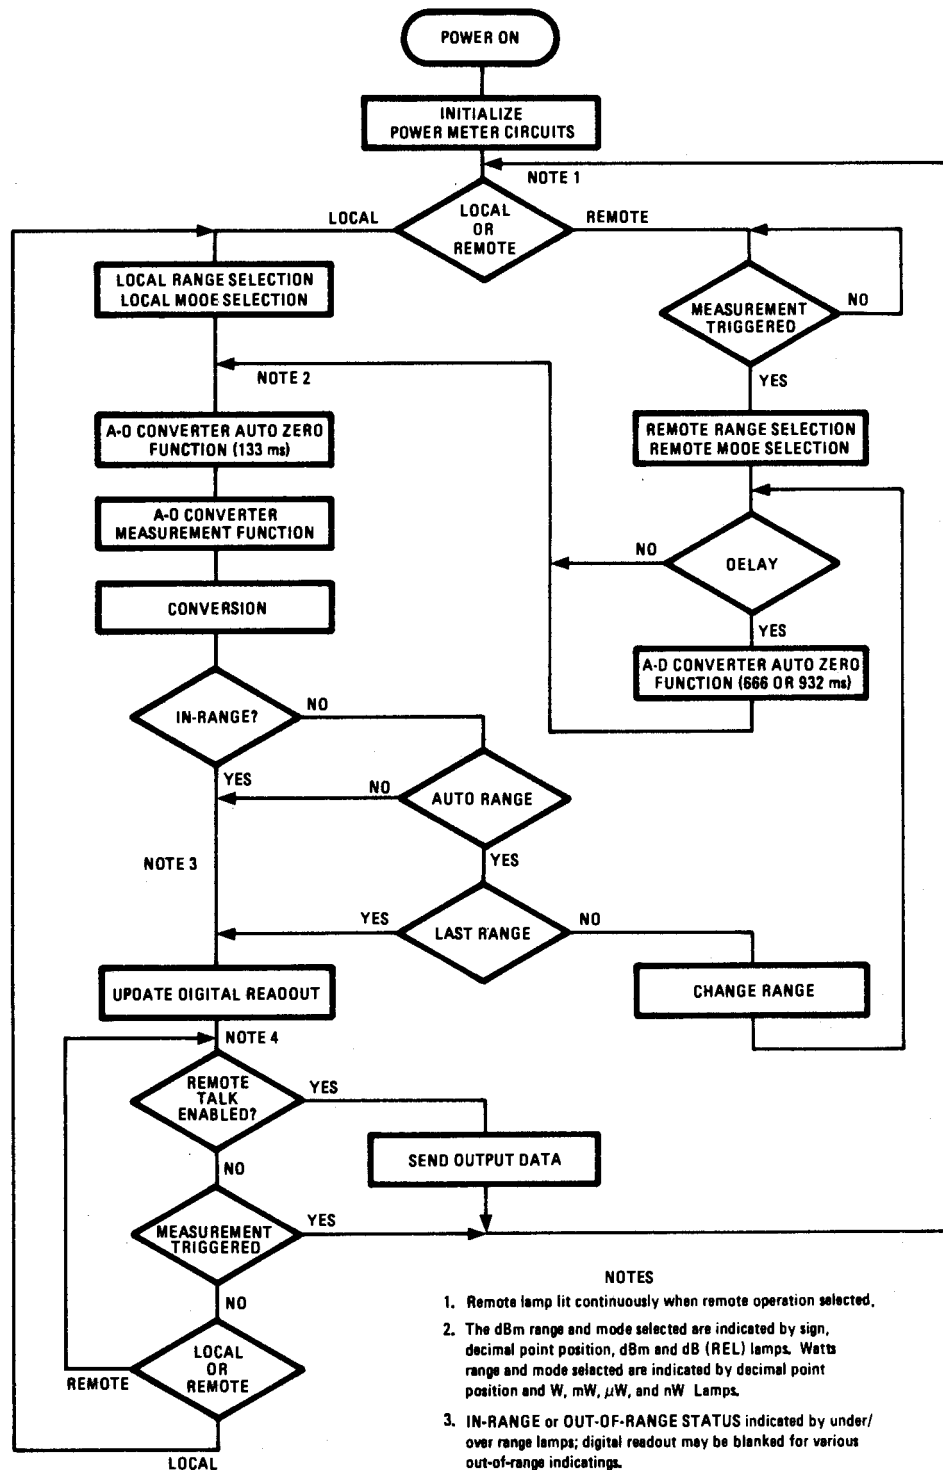 POWER ON
INITIALIZE
POWER METER CIRCUITS
NOTE 1
LOCAL
LOCAL
OR
REMOTE
REMOTE
LOCAL RANGE SELECTION
LOCAL MODE SELECTION
MEASUREMENT
TRIGGERED
NO
YES
NOTE 2
REMOTE RANGE SELECTION
REMOTE MODE SELECTION
A-D CONVERTER AUTO ZERO
FUNCTION (133 ms)
A-D CONVERTER
MEASUREMENT FUNCTION
NO
DELAY
YES
CONVERSION
A-D CONVERTER AUTO ZERO
FUNCTION (666 OR 932 ms)
IN-RANGE?
NO
YES
NO
AUTO RANGE
YES
NOTE 3
YES
LAST RANGE
NO
UPDATE DIGITAL READOUT
CHANGE RANGE
NOTE 4
REMOTE
TALK
ENABLED?
YES
NO
SEND OUTPUT DATA
MEASUREMENT
TRIGGERED
YES
NO
LOCAL
OR
REMOTE
REMOTE
LOCAL
NOTES
1. Remote lamp lit continuously when remote operation selected.
2. The dBm range and mode selected are indicated by sign,
decimal point position, dBm and dB (REL) lamps. Watts
range and mode selected are indicated by decimal point
position and W, mW, μW, and nW Lamps.
3. IN-RANGE or OUT-OF-RANGE STATUS indicated by under/
over range lamps; digital readout may be blanked for various
out-of-range indicatings.